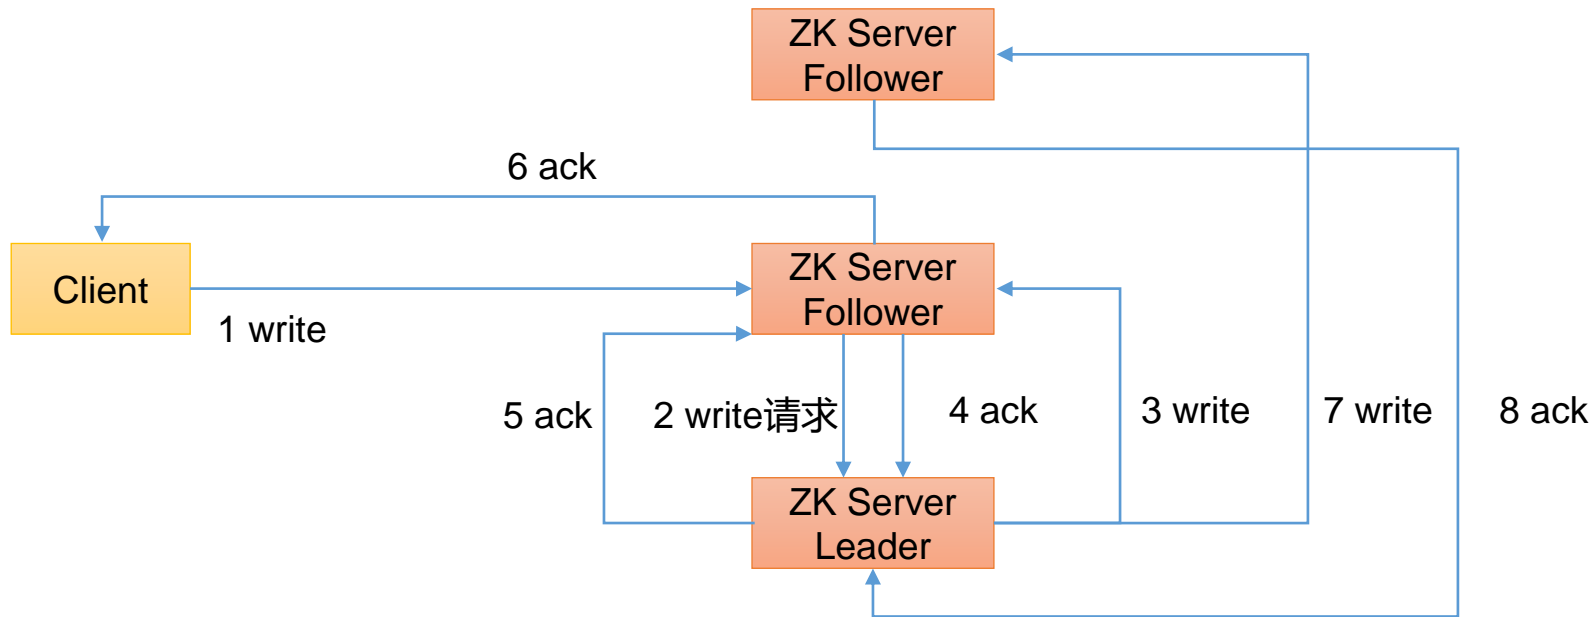 ZK Server
Follower
6 ack
Client
1 write
ZK Server
Follower
5 ack
2 write请求
4 ack
3 write
7 write
8 ack
ZK Server
Leader